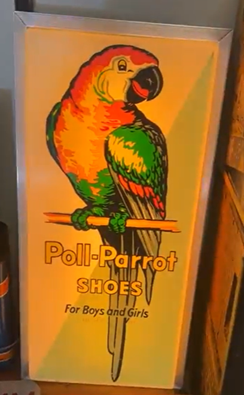 Poll-Parrot
SHOES
For Boys and Girls